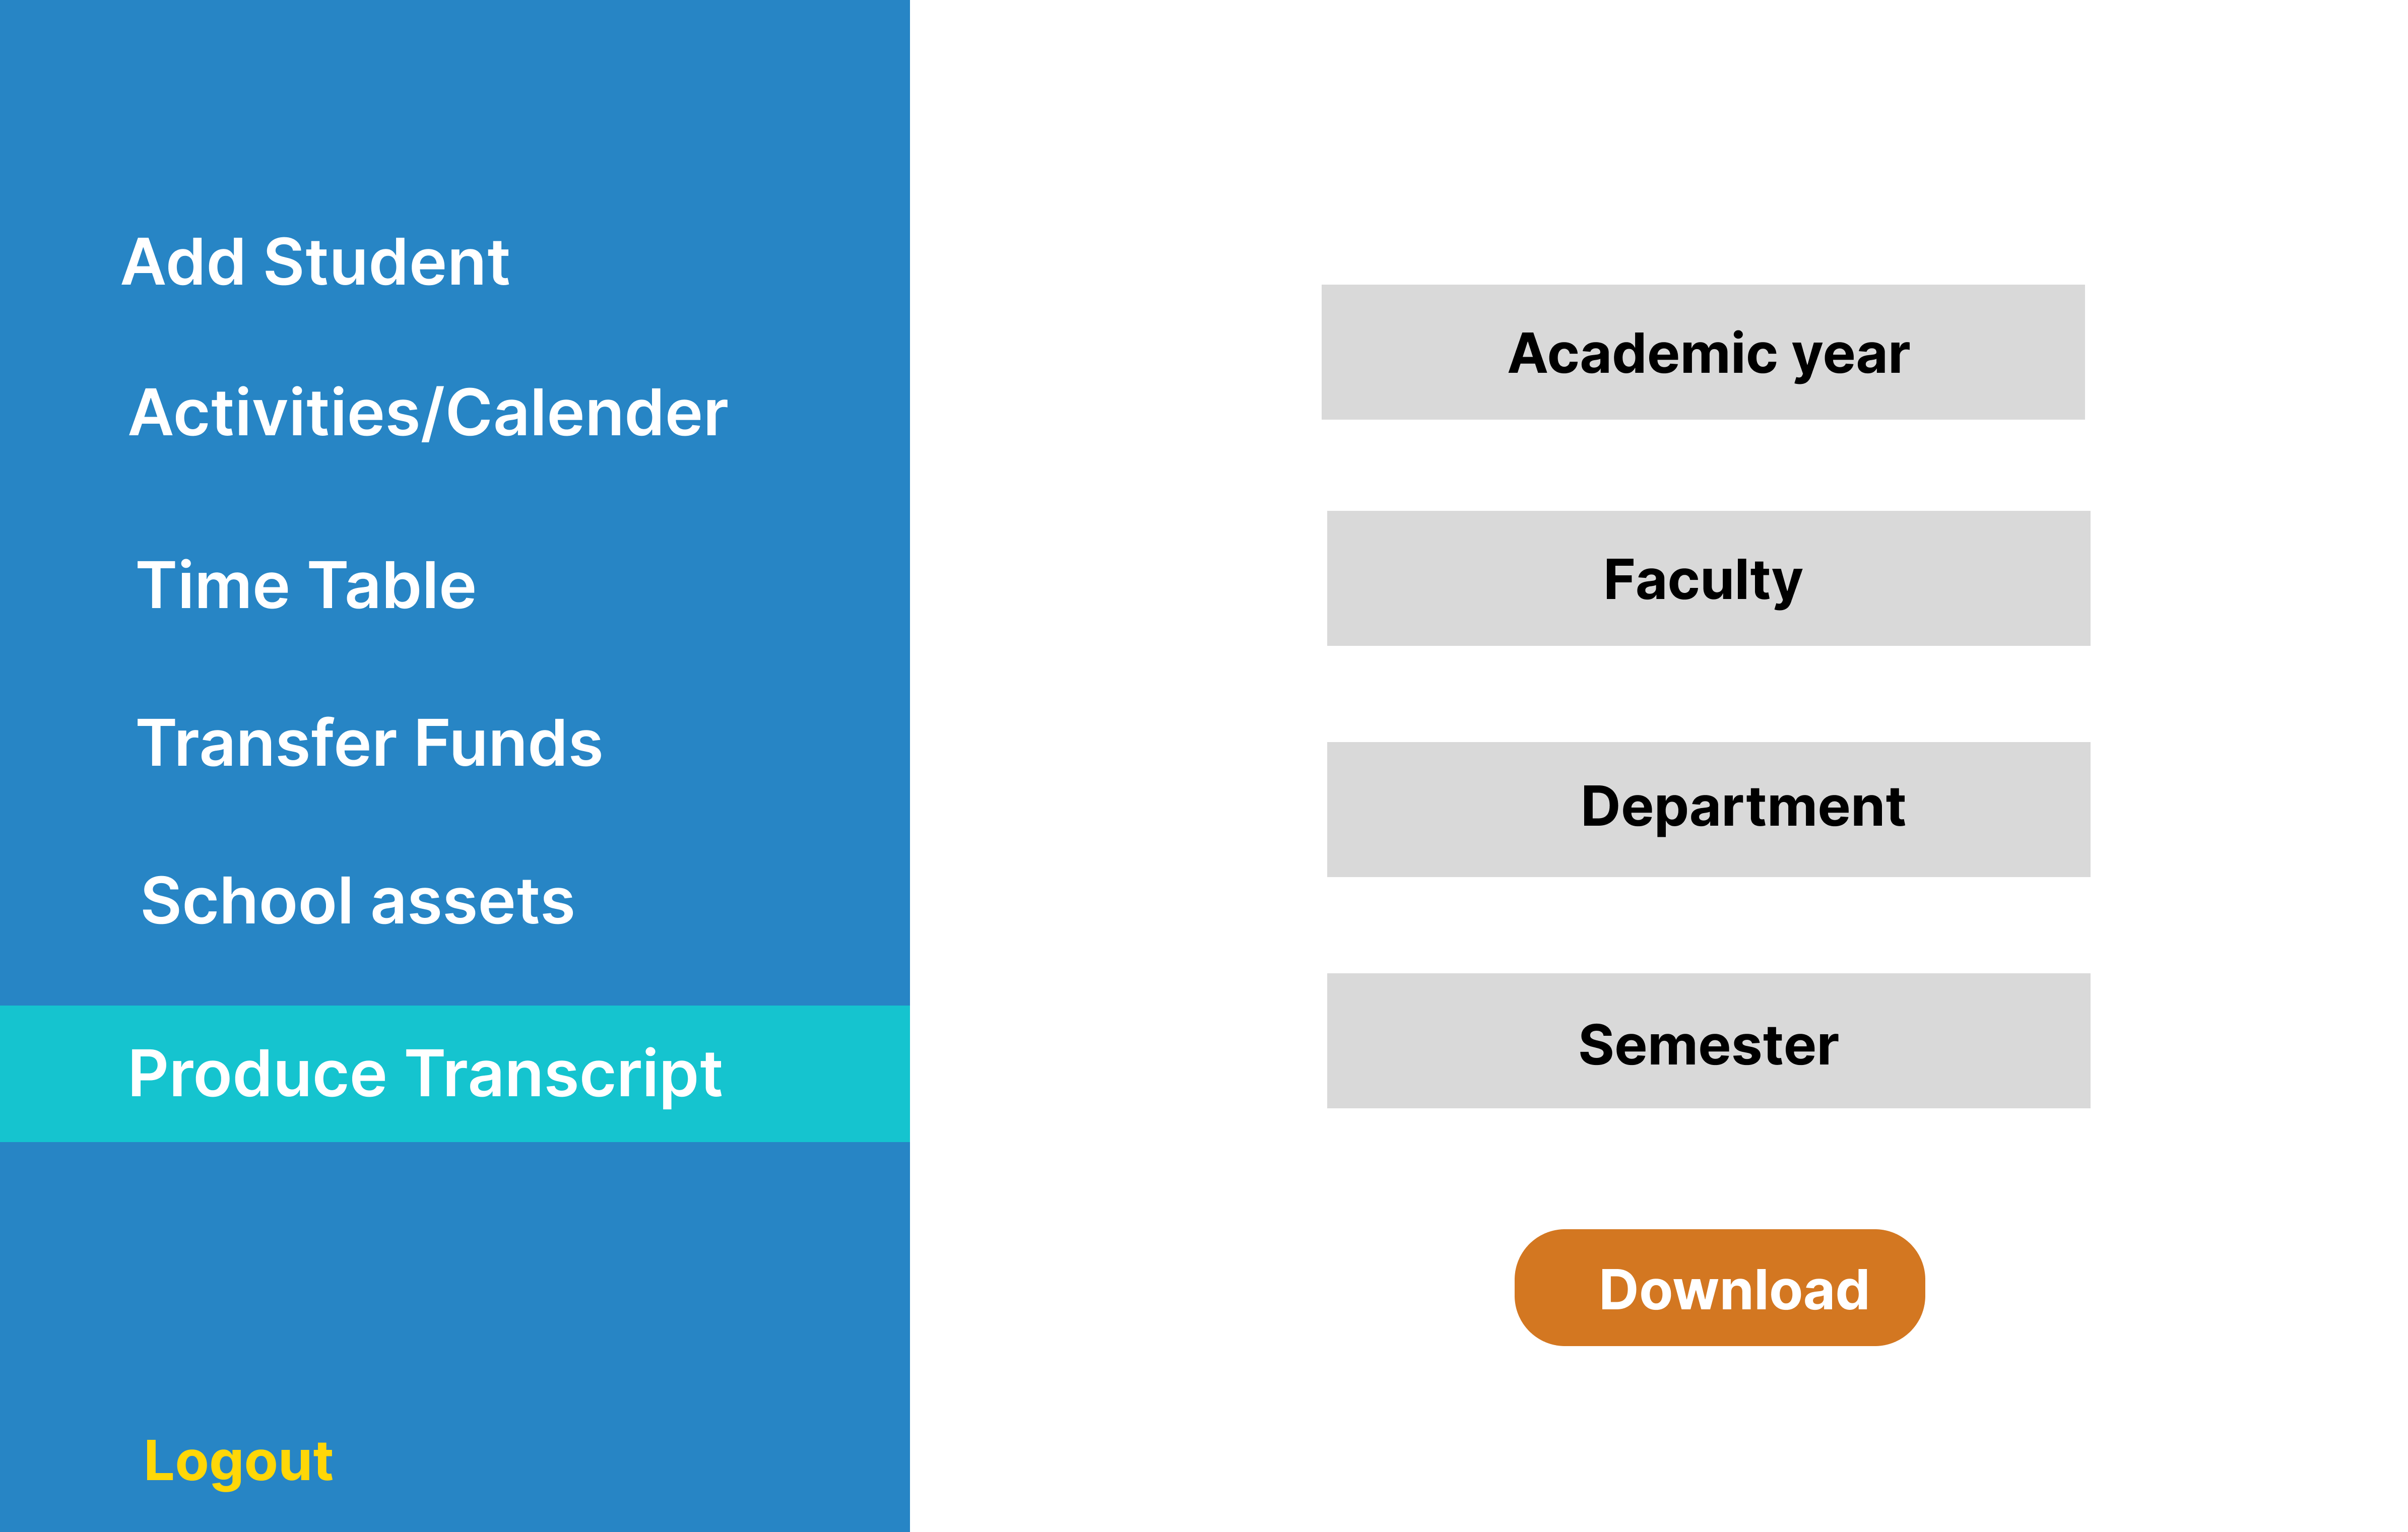 Add Student
Activities/Calender
Time Table
Transfer Funds
School assets
Produce Transcript
Logout
Academic year
Faculty
Department
Semester
Download